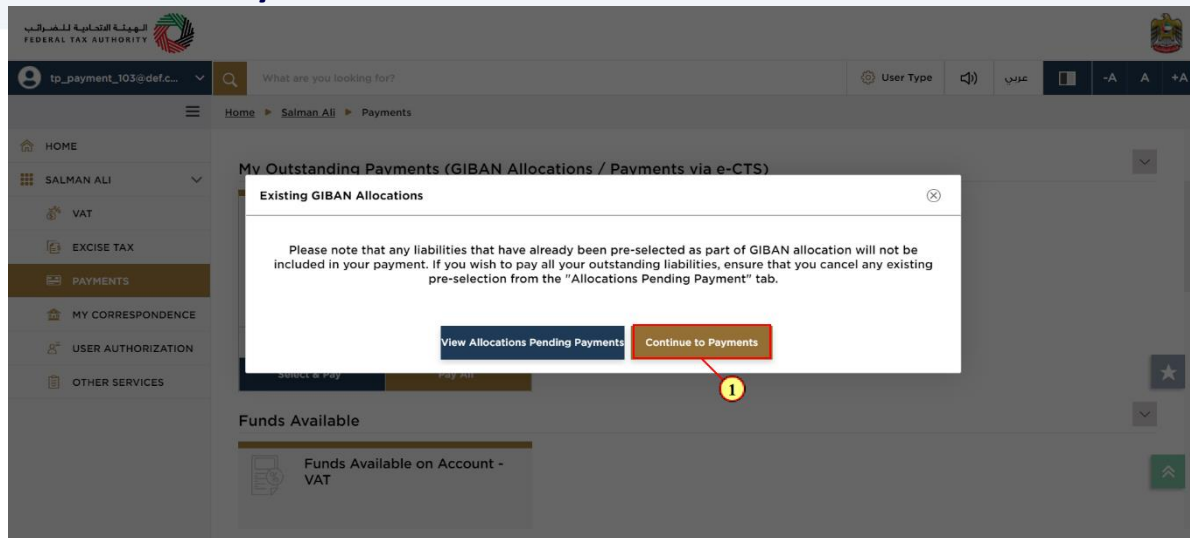 الهيئة الاتحادية للضرائب
FEDERAL TAX AUTHORITY
tp_payment_103@def.c...
What are you looking for?
User Type
عربي
-A
A
+A
Home ▶ Salman Ali ▶ Payments
HOME
SALMAN ALI
VAT
EXCISE TAX
PAYMENTS
MY CORRESPONDENCE
USER AUTHORIZATION
OTHER SERVICES
My Outstanding Payments (GIBAN Allocations / Payments via e-CTS)
Existing GIBAN Allocations
Please note that any liabilities that have already been pre-selected as part of GIBAN allocation will not be
included in your payment. If you wish to pay all your outstanding liabilities, ensure that you cancel any existing
pre-selection from the "Allocations Pending Payment" tab.
View Allocations Pending Payments
Continue to Payments
1
Select & Pay
Pay All
Funds Available
Funds Available on Account -
VAT